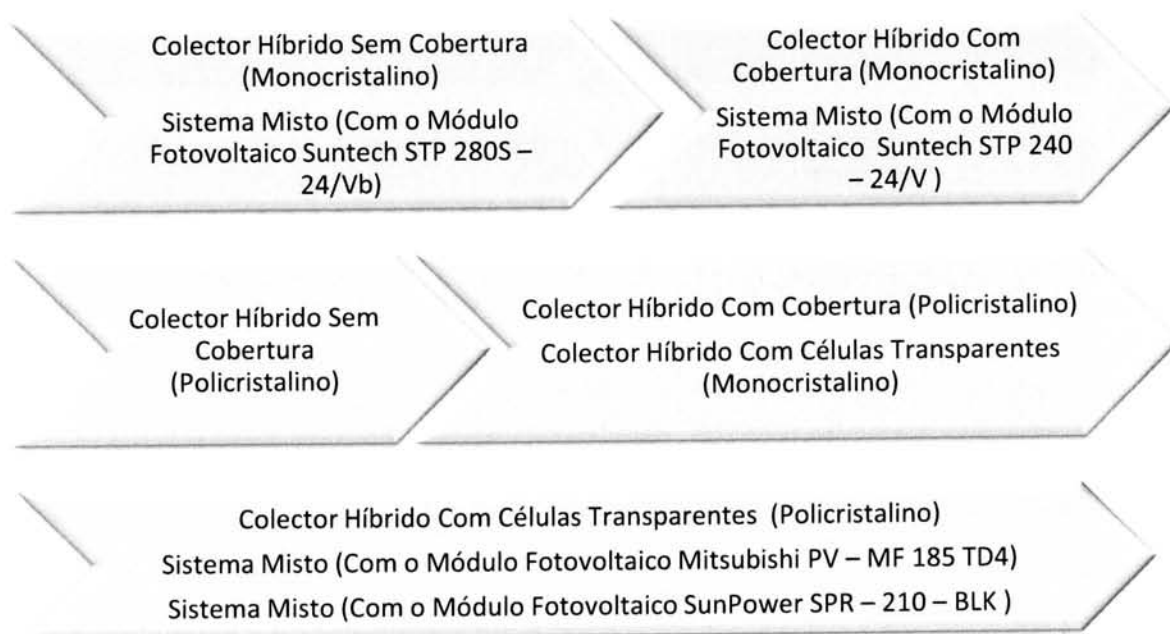 Colector Híbrido Sem Cobertura
(Monocristalino)
Sistema Misto (Com o Módulo
Fotovoltaico Suntech STP 280S –
24/Vb)
Colector Híbrido Com
Cobertura (Monocristalino)
Sistema Misto (Com o Módulo
Fotovoltaico Suntech STP 240
– 24/V )
Colector Híbrido Sem
Cobertura
(Policristalino)
Colector Híbrido Com Cobertura (Policristalino)
Colector Híbrido Com Células Transparentes
(Monocristalino)
Colector Híbrido Com Células Transparentes (Policristalino)
Sistema Misto (Com o Módulo Fotovoltaico Mitsubishi PV – MF 185 TD4)
Sistema Misto (Com o Módulo Fotovoltaico SunPower SPR – 210 – BLK )